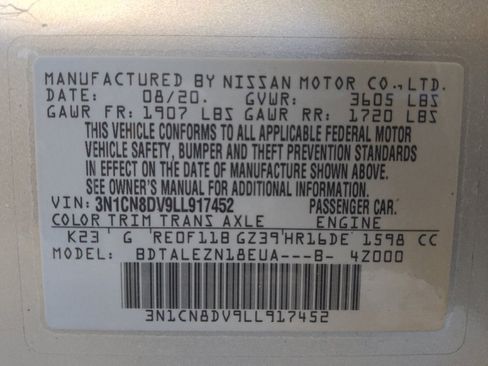 MANUFACTURED BY NISSAN MOTOR CO., LTD.
DATE: 08/20. GVWR: 3605 LBS
GAWR FR: 1907 LBS GAWR RR: 1720 LBS
THIS VEHICLE CONFORMS TO ALL APPLICABLE FEDERAL MOTOR
VEHICLE SAFETY, BUMPER AND THEFT PREVENTION STANDARDS
IN EFFECT ON THE DATE OF MANUFACTURE SHOWN ABOVE.
SEE OWNER'S MANUAL FOR ADDITIONAL INFORMATION.
VIN: 3N1CN8DV9LL917452 PASSENGER CAR.
COLOR TRIM TRANS AXLE ENGINE
K23 G RE0F11B GZ39 HR16DE 1598 CC
MODEL: BDTALEZN18EUA---B- 4Z000
3N1CN8DV9LL917452